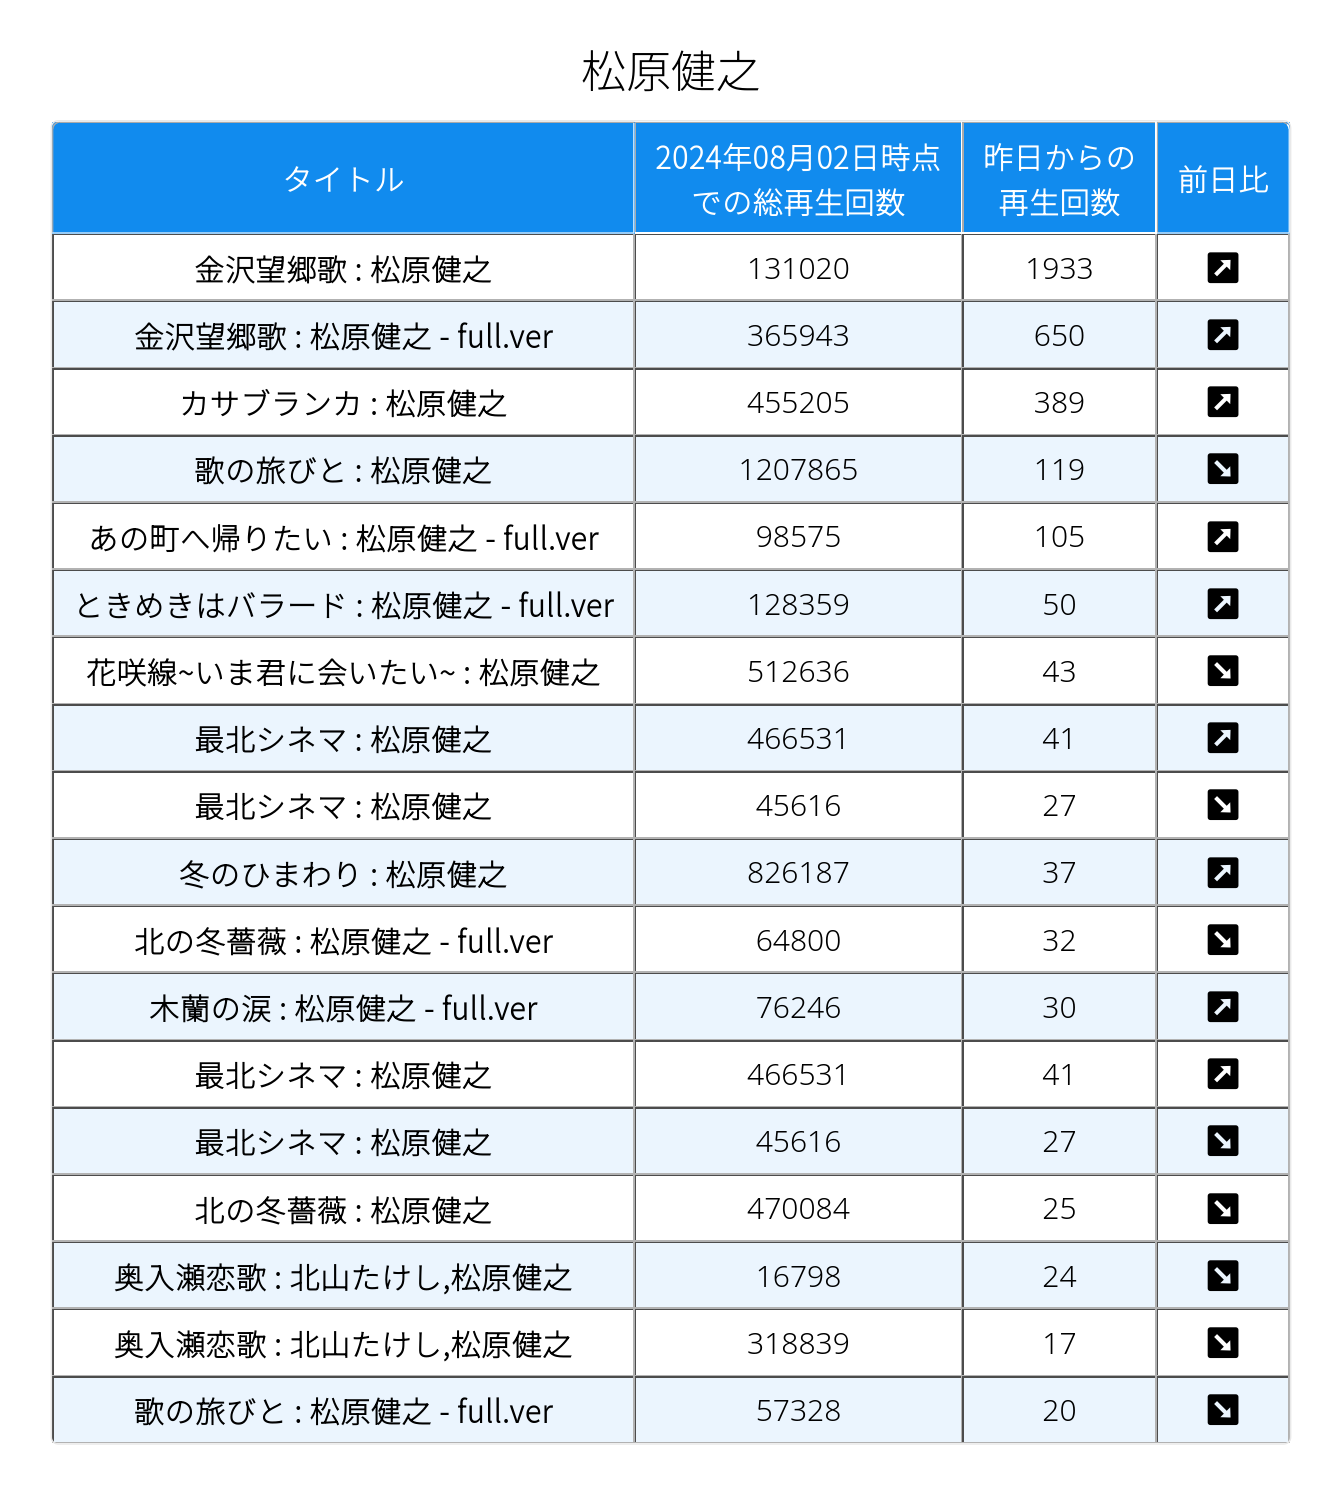 松原健之
タイトル 2024年08月02日時点での総再生回数 昨日からの再生回数 前日比
金沢望郷歌 : 松原健之 131020 1933 ↗
金沢望郷歌 : 松原健之 - full.ver 365943 650 ↗
カサブランカ : 松原健之 455205 389 ↗
歌の旅びと : 松原健之 1207865 119 ↘
あの町へ帰りたい : 松原健之 - full.ver 98575 105 ↗
ときめきはバラード : 松原健之 - full.ver 128359 50 ↗
花咲線~いま君に会いたい~ : 松原健之 512636 43 ↘
最北シネマ : 松原健之 466531 41 ↗
最北シネマ : 松原健之 45616 27 ↘
冬のひまわり : 松原健之 826187 37 ↗
北の冬薔薇 : 松原健之 - full.ver 64800 32 ↘
木蘭の涙 : 松原健之 - full.ver 76246 30 ↗
最北シネマ : 松原健之 466531 41 ↗
最北シネマ : 松原健之 45616 27 ↘
北の冬薔薇 : 松原健之 470084 25 ↘
奥入瀬恋歌 : 北山たけし,松原健之 16798 24 ↘
奥入瀬恋歌 : 北山たけし,松原健之 318839 17 ↘
歌の旅びと : 松原健之 - full.ver 57328 20 ↘